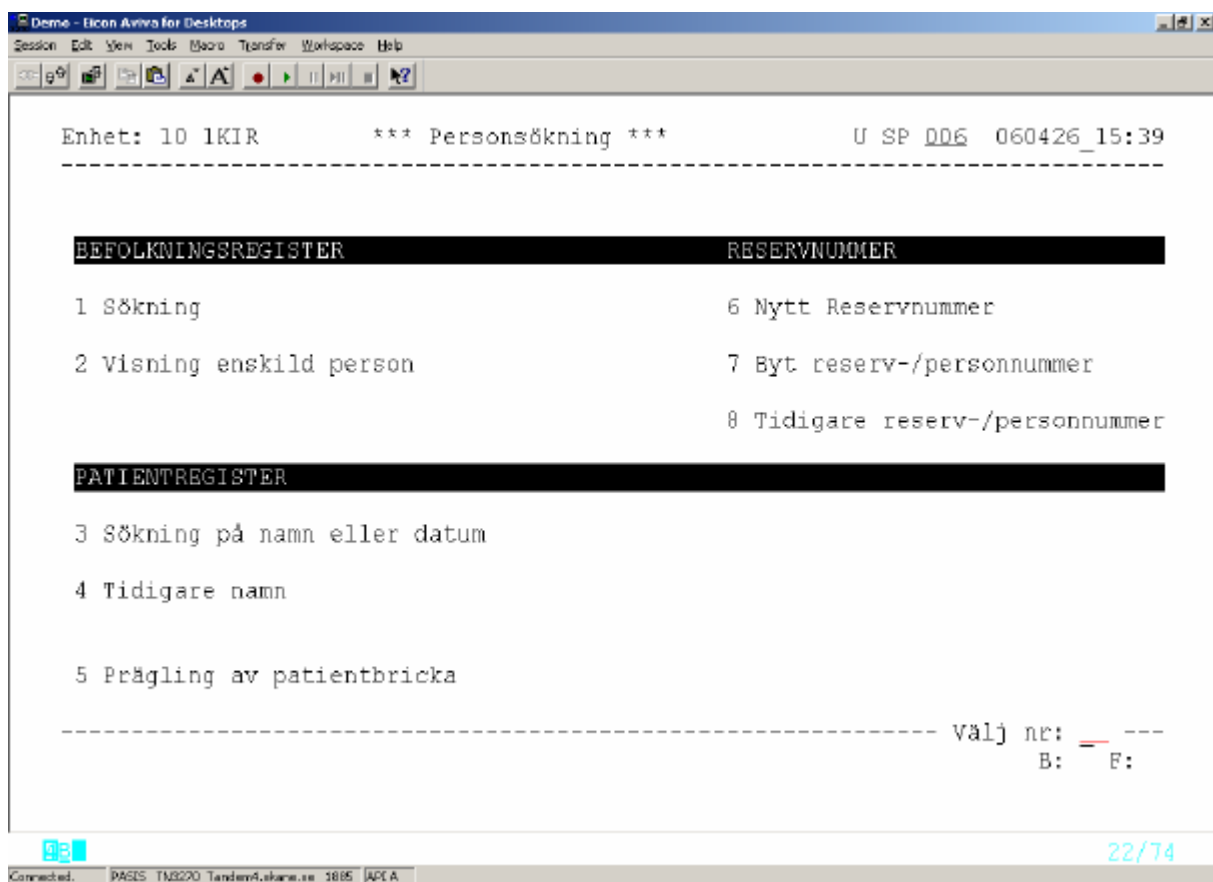 Demo - Eicon Aviva for Desktops
Session Edit View Tools Macro Transfer Workspace Help
Enhet: 10 1KIR *** Personsökning *** U SP 006 060426_15:39
--------------------------------------------------------------------------------
BEFOLKNINGSREGISTER RESERVNUMMER
1 Sökning 6 Nytt Reservnummer
2 Visning enskild person 7 Byt reserv-/personnummer
8 Tidigare reserv-/personnummer
PATIENTREGISTER
3 Sökning på namn eller datum
4 Tidigare namn
5 Prägling av patientbricka
---------------------------------------------------------------- Välj nr: __ ---
B: F:
22/74
Connected. PASIS TN3270 Tandem4.skane.se 1885 APLA